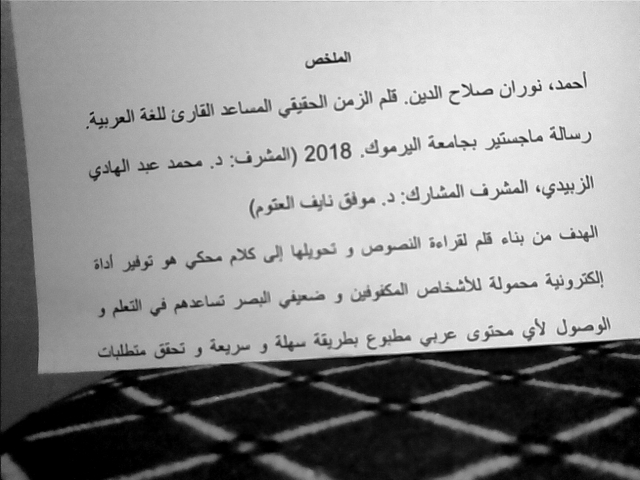 الملخص
أحمد، نوران صلاح الدين. قلم الزمن الحقيقي المساعد القارئ للغة العربية.
رسالة ماجستير بجامعة اليرموك. 2018 (المشرف: د. محمد عبد الهادي
الزبيدي، المشرف المشارك: د. موفق نايف العتوم)
الهدف من بناء قلم لقراءة النصوص و تحويلها إلى كلام محكي هو توفير أداة
إلكترونية محمولة للأشخاص المكفوفين و ضعيفي البصر تساعدهم في التعلم و
الوصول لأي محتوى عربي مطبوع بطريقة سهلة و سريعة و تحقق متطلبات